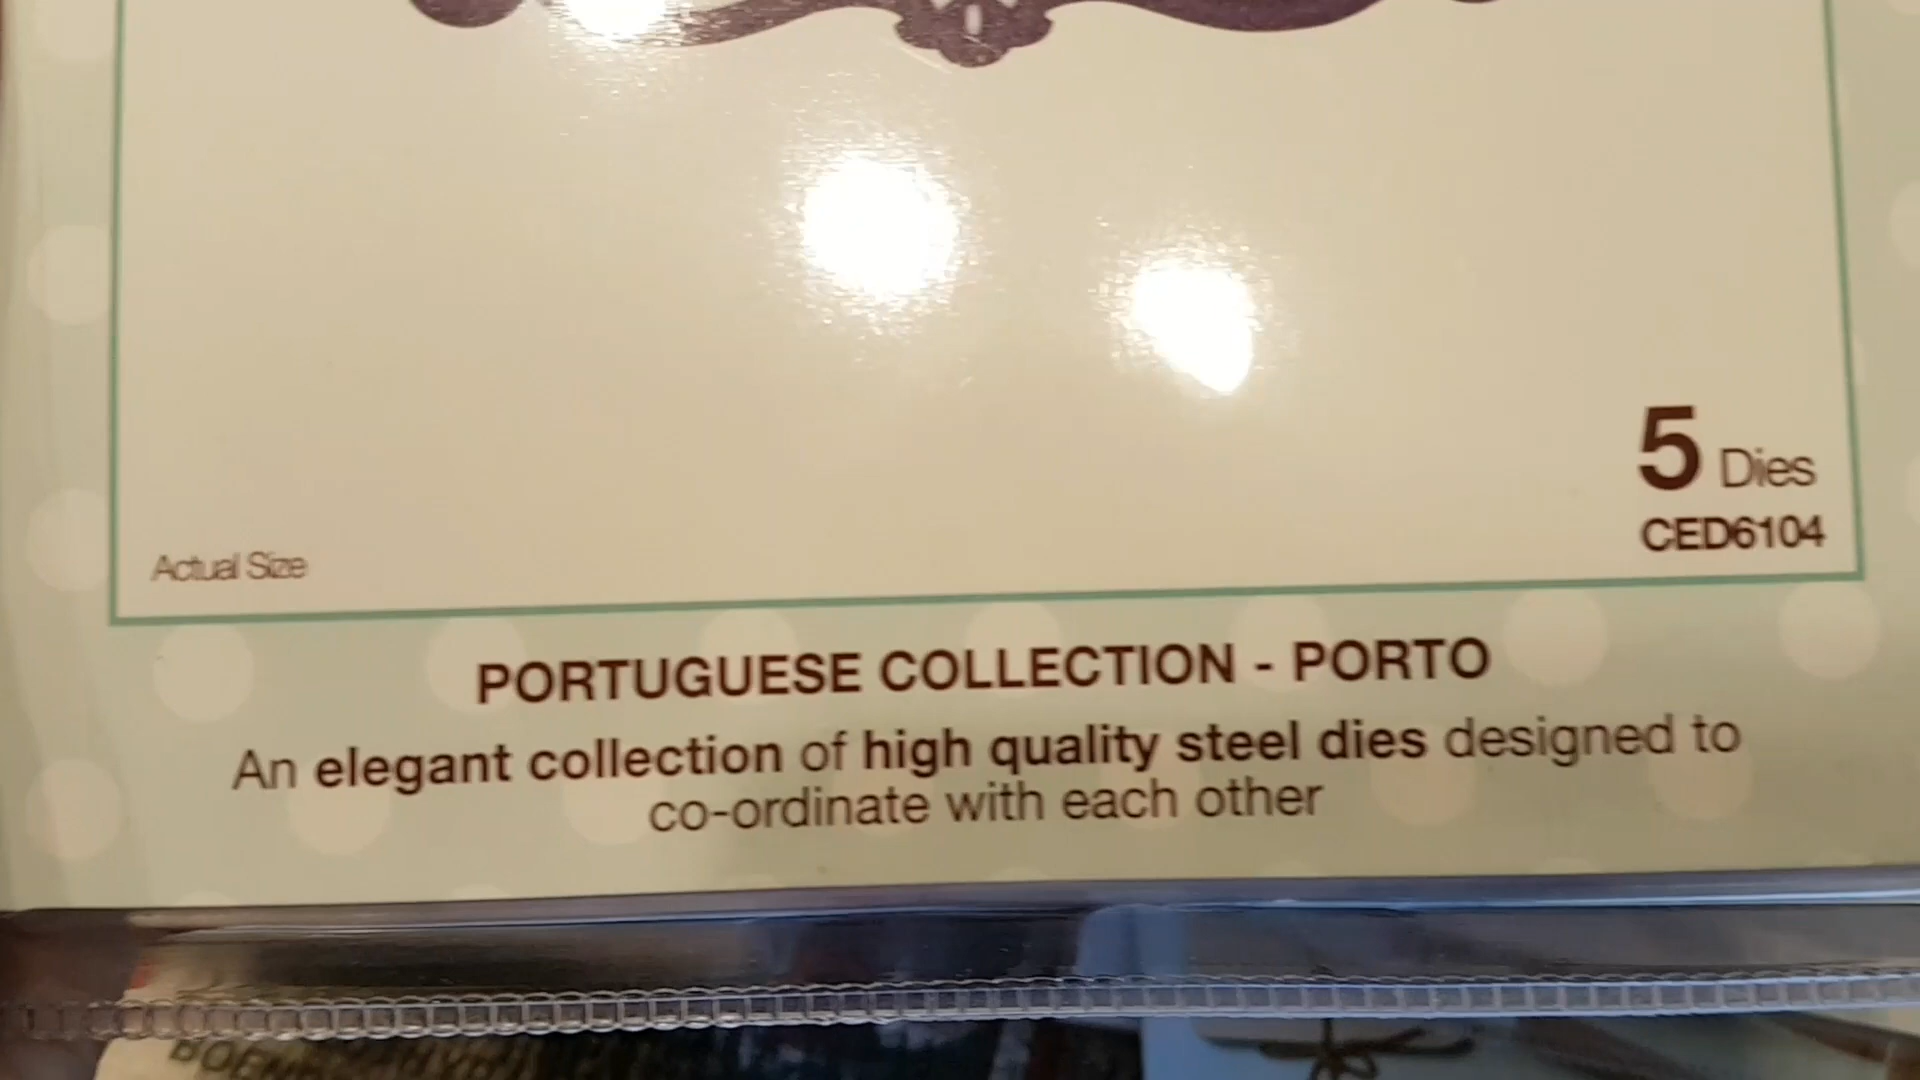 5 Dies
CED6104
Actual Size
PORTUGUESE COLLECTION - PORTO
An elegant collection of high quality steel dies designed to
co-ordinate with each other